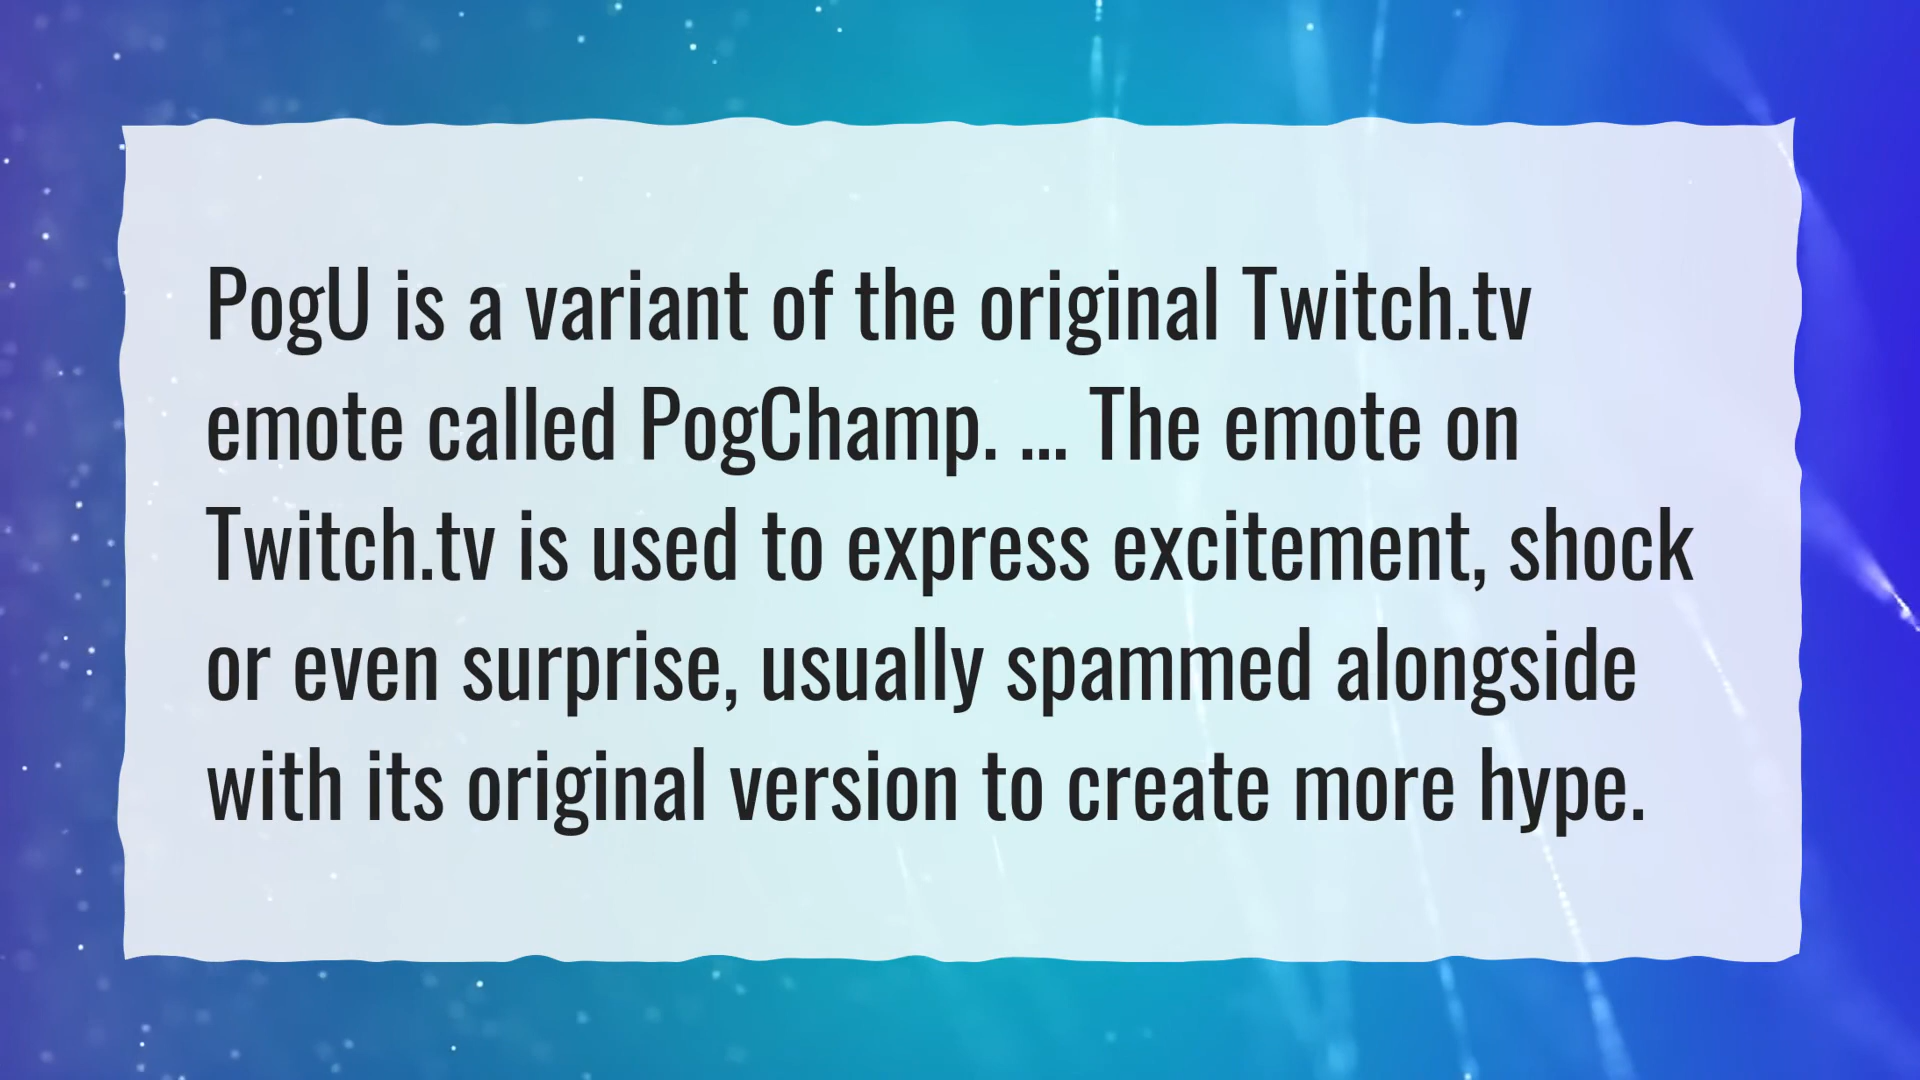 PogU is a variant of the original Twitch.tv
emote called PogChamp. ... The emote on
Twitch.tv is used to express excitement, shock
or even surprise, usually spammed alongside
with its original version to create more hype.